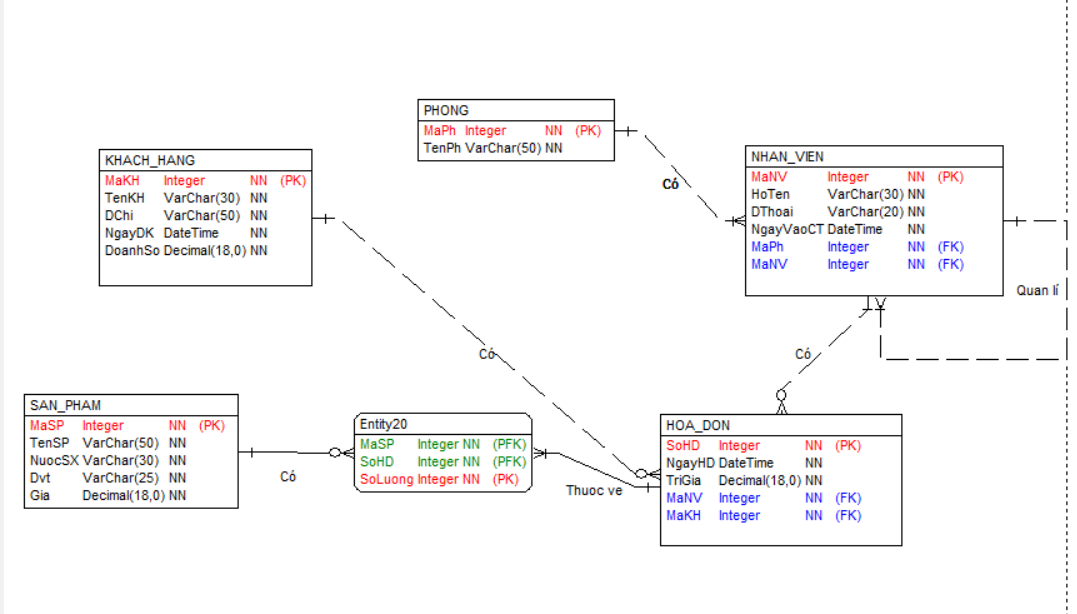 PHONG
MaPh Integer NN (PK)
TenPh VarChar(50) NN
KHACH_HANG
MaKH Integer NN (PK)
TenKH VarChar(30) NN
DChi VarChar(50) NN
NgayDK DateTime NN
DoanhSo Decimal(18,0) NN
NHAN_VIEN
MaNV Integer NN (PK)
HoTen VarChar(30) NN
DThoai VarChar(20) NN
NgayVaoCT DateTime NN
MaPh Integer NN (FK)
MaNV Integer NN (FK)
Có
Quan lí
Có
Có
SAN_PHAM
MaSP Integer NN (PK)
TenSP VarChar(50) NN
NuocSX VarChar(30) NN
Dvt VarChar(25) NN
Gia Decimal(18,0) NN
Có
Entity20
MaSP Integer NN (PFK)
SoHD Integer NN (PFK)
SoLuong Integer NN (PK)
Thuoc ve
HOA_DON
SoHD Integer NN (PK)
NgayHD DateTime NN
TriGia Decimal(18,0) NN
MaNV Integer NN (FK)
MaKH Integer NN (FK)